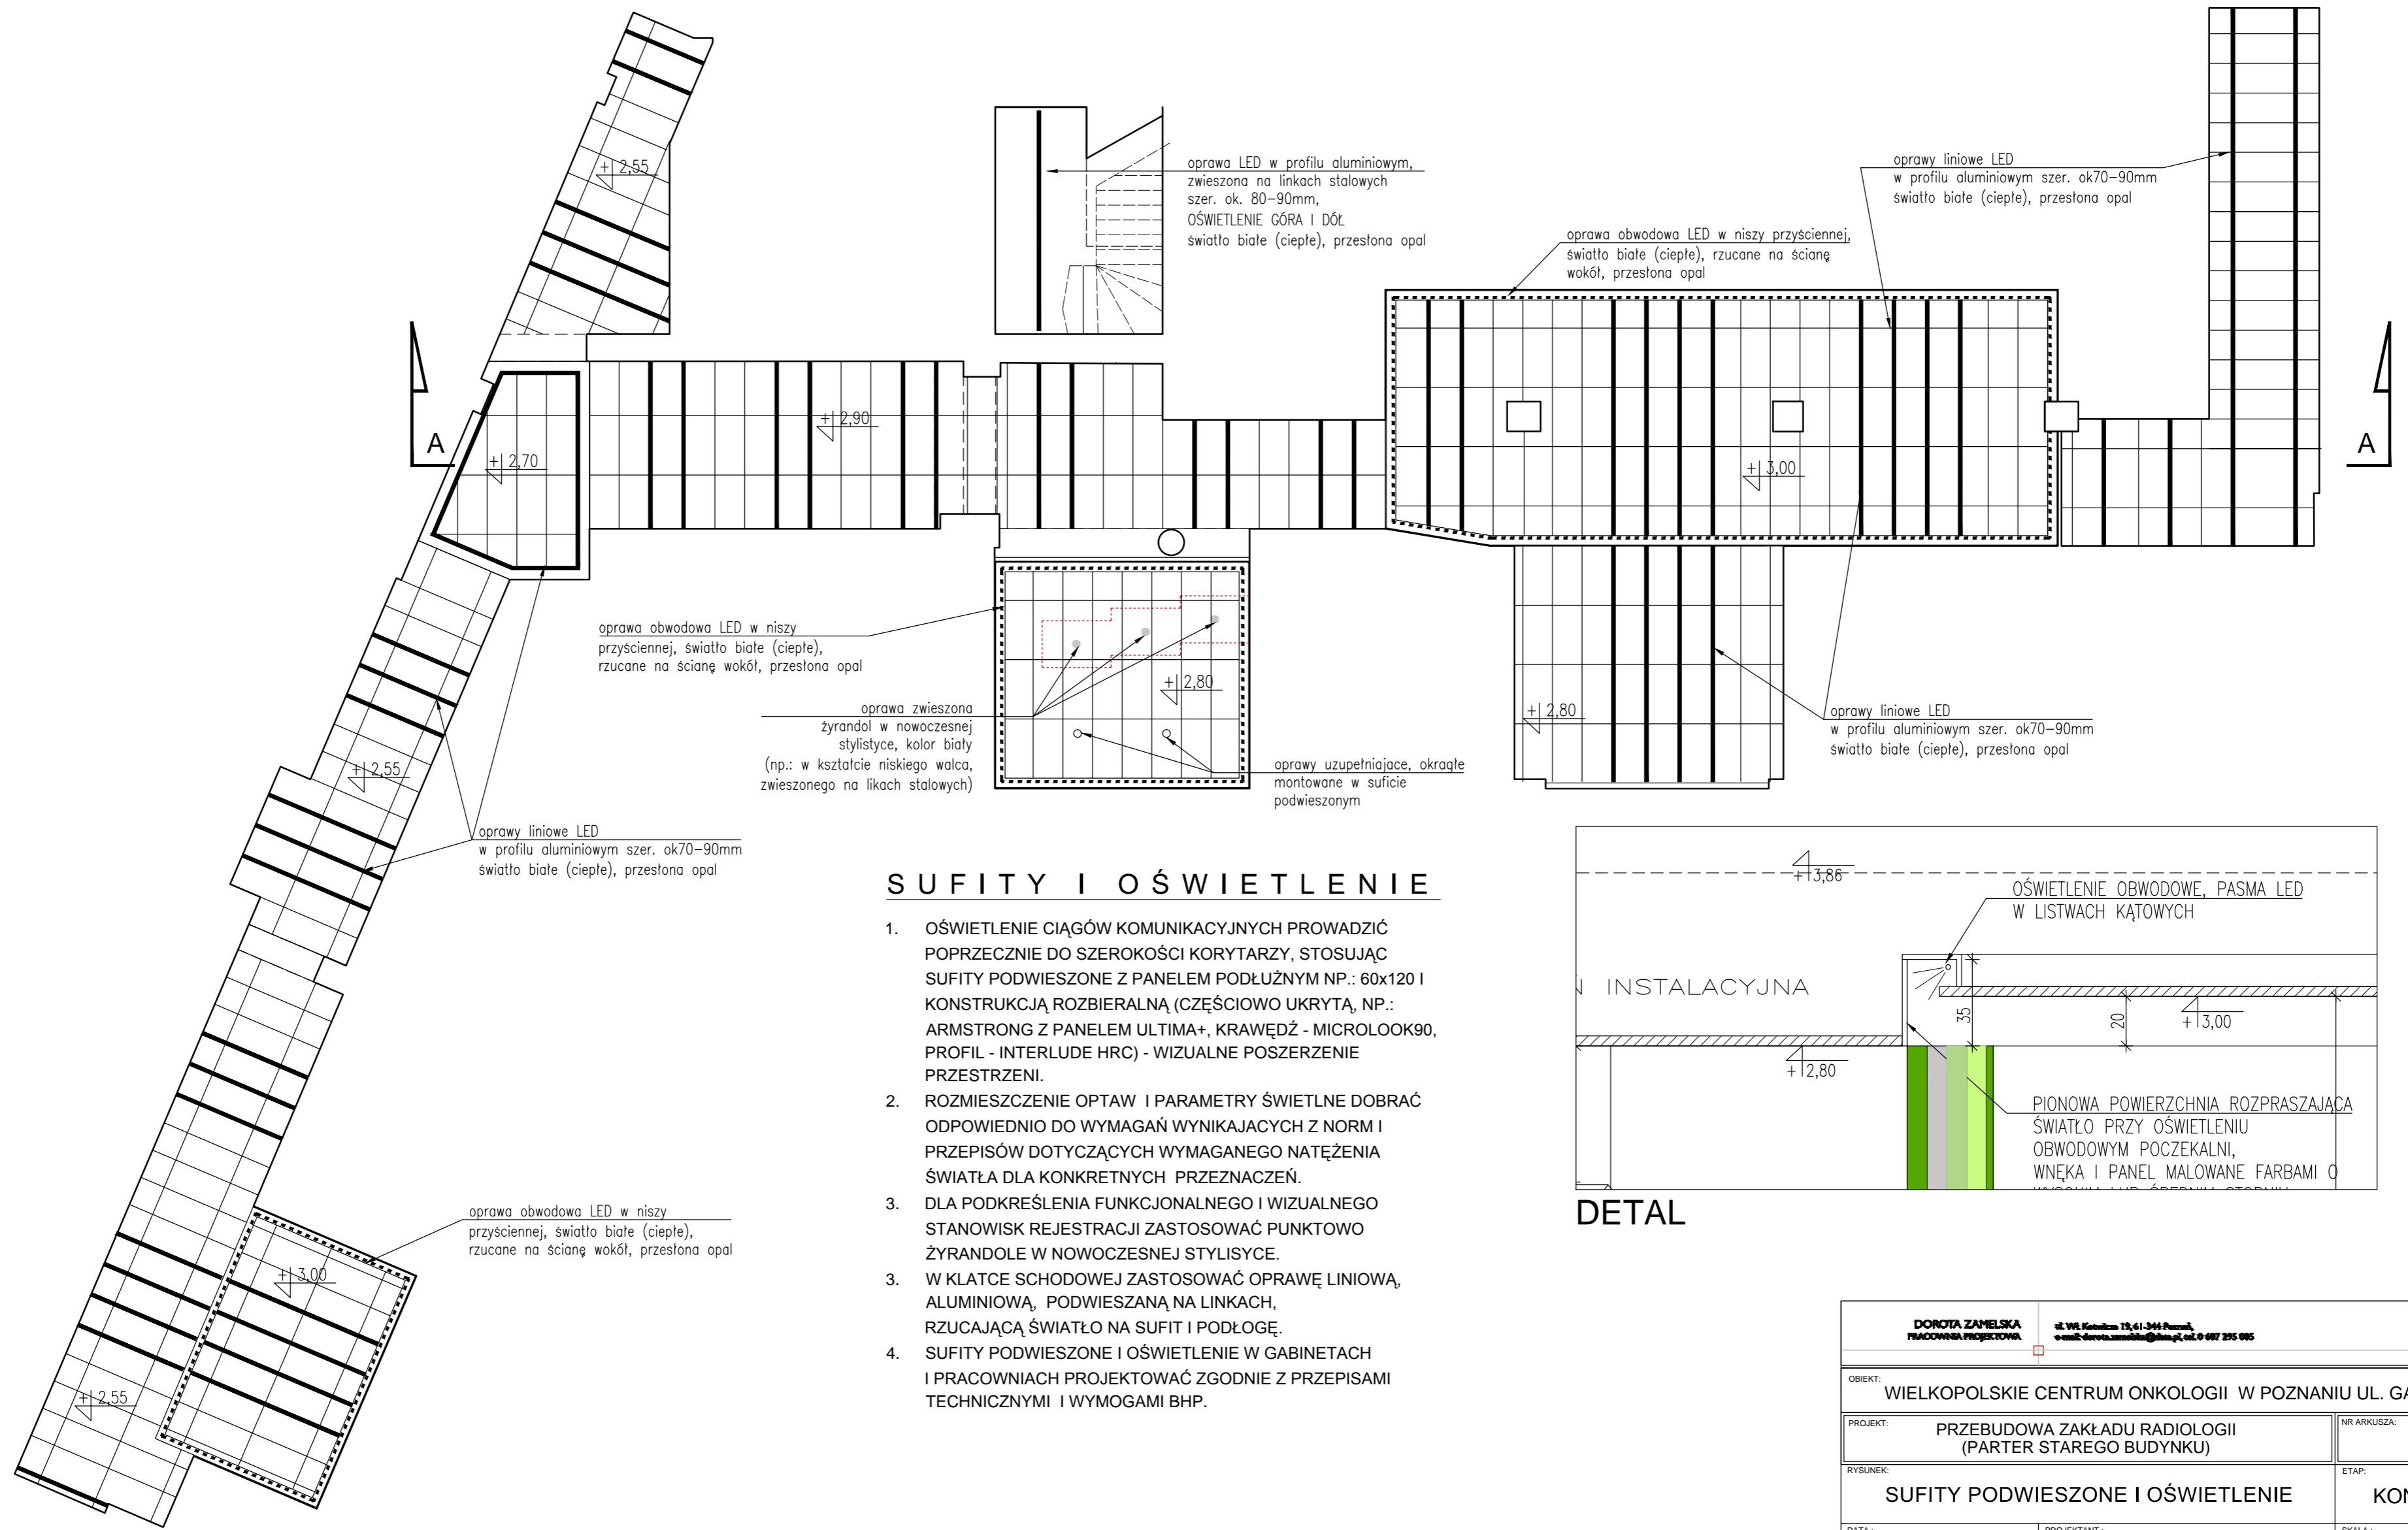 +2,55
oprawa LED w profilu aluminiowym,
zwieszona na linkach stalowych
szer. ok. 80-90mm,
OŚWIETLENIE GÓRA I DÓŁ
światło białe (ciepłe), przesłona opal
oprawy liniowe LED
w profilu aluminiowym szer. ok70-90mm
światło białe (ciepłe), przesłona opal
oprawa obwodowa LED w niszy przyściennej,
światło białe (ciepłe), rzucane na ścianę
wokół, przesłona opal
A
+2,70
+2,90
+3,00
A
oprawa obwodowa LED w niszy
przyściennej, światło białe (ciepłe),
rzucane na ścianę wokół, przesłona opal
+2,80
oprawa zwieszona
żyrandol w nowoczesnej
stylistyce, kolor biały
(np.: w kształcie niskiego walca,
zwieszonego na likach stalowych)
oprawy uzupełniajace, okrągłe
montowane w suficie
podwieszonym
+2,80
oprawy liniowe LED
w profilu aluminiowym szer. ok70-90mm
światło białe (ciepłe), przesłona opal
+2,55
oprawy liniowe LED
w profilu aluminiowym szer. ok70-90mm
światło białe (ciepłe), przesłona opal
SUFITY I OŚWIETLENIE
1. OŚWIETLENIE CIĄGÓW KOMUNIKACYJNYCH PROWADZIĆ
POPRZECZNIE DO SZEROKOŚCI KORYTARZY, STOSUJĄC
SUFITY PODWIESZONE Z PANELEM PODŁUŻNYM NP.: 60x120 I
KONSTRUKCJĄ ROZBIERALNĄ (CZĘŚCIOWO UKRYTĄ, NP.:
ARMSTRONG Z PANELEM ULTIMA+, KRAWĘDŹ - MICROLOOK90,
PROFIL - INTERLUDE HRC) - WIZUALNE POSZERZENIE
PRZESTRZENI.
2. ROZMIESZCZENIE OPTAW I PARAMETRY ŚWIETLNE DOBRAĆ
ODPOWIEDNIO DO WYMAGAŃ WYNIKAJACYCH Z NORM I
PRZEPISÓW DOTYCZĄCYCH WYMAGANEGO NATĘŻENIA
ŚWIATŁA DLA KONKRETNYCH PRZEZNACZEŃ.
3. DLA PODKREŚLENIA FUNKCJONALNEGO I WIZUALNEGO
STANOWISK REJESTRACJI ZASTOSOWAĆ PUNKTOWO
ŻYRANDOLE W NOWOCZESNEJ STYLISYCE.
3. W KLATCE SCHODOWEJ ZASTOSOWAĆ OPRAWĘ LINIOWĄ,
ALUMINIOWĄ, PODWIESZANĄ NA LINKACH,
RZUCAJĄCĄ ŚWIATŁO NA SUFIT I PODŁOGĘ.
4. SUFITY PODWIESZONE I OŚWIETLENIE W GABINETACH
I PRACOWNIACH PROJEKTOWAĆ ZGODNIE Z PRZEPISAMI
TECHNICZNYMI I WYMOGAMI BHP.
+3,86
OŚWIETLENIE OBWODOWE, PASMA LED
W LISTWACH KĄTOWYCH
INSTALACYJNA
35
20
+3,00
+2,80
PIONOWA POWIERZCHNIA ROZPRASZAJĄCA
ŚWIATŁO PRZY OŚWIETLENIU
OBWODOWYM POCZEKALNI,
WNĘKA I PANEL MALOWANE FARBAMI O
DETAL
oprawa obwodowa LED w niszy
przyściennej, światło białe (ciepłe),
rzucane na ścianę wokół, przesłona opal
+3,00
+2,55
DOROTA ZAMELSKA
PRACOWNIA PROJEKTOWA
19, 61-344 Poznań,
tel. 0 607 295 005
OBIEKT:
WIELKOPOLSKIE CENTRUM ONKOLOGII W POZNANIU UL. GA
PROJEKT:
PRZEBUDOWA ZAKŁADU RADIOLOGII
(PARTER STAREGO BUDYNKU)
NR ARKUSZA:
RYSUNEK:
SUFITY PODWIESZONE I OŚWIETLENIE
ETAP:
KON